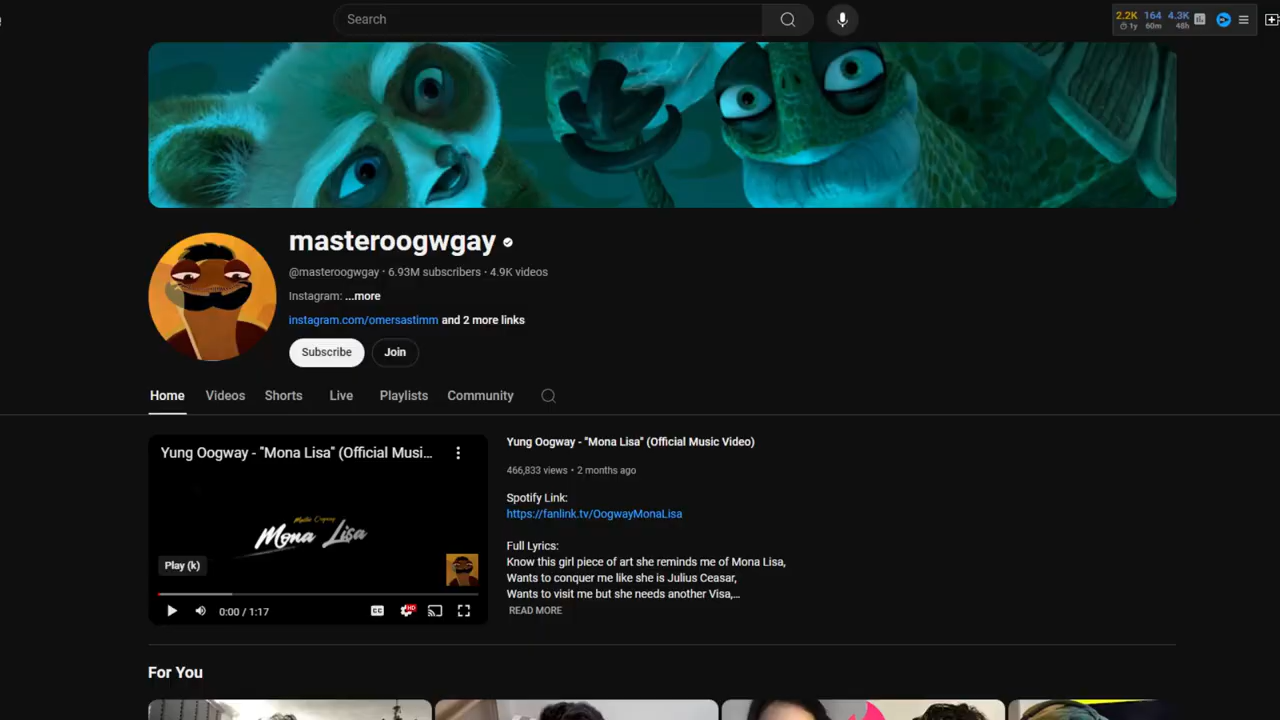 Search
2.2K 164 4.3K
1y 60m 48h
masteroogwgay
@masteroogwgay · 6.93M subscribers · 4.9K videos
Instagram: ...more
instagram.com/omersastimm and 2 more links
Subscribe Join
Home Videos Shorts Live Playlists Community
Yung Oogway - "Mona Lisa" (Official Musi...
Master Oogway
Mona Lisa
Play (k)
0:00 / 1:17
CC HD
Yung Oogway - "Mona Lisa" (Official Music Video)
466,833 views · 2 months ago
Spotify Link:
https://fanlink.tv/OogwayMonaLisa
Full Lyrics:
Know this girl piece of art she reminds me of Mona Lisa,
Wants to conquer me like she is Julius Ceasar,
Wants to visit me but she needs another Visa,...
READ MORE
For You